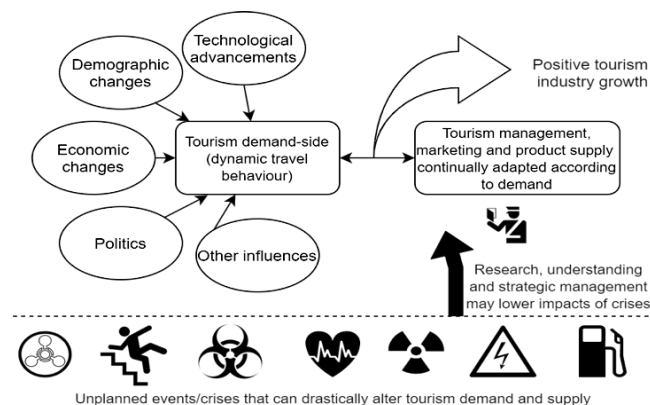 Technological
advancements
Demographic
changes
Positive tourism
industry growth
Economic
changes
Tourism demand-side
(dynamic travel
behaviour)
Tourism management,
marketing and product supply
continually adapted according
to demand
Politics
Other influences
Research, understanding
and strategic management
may lower impacts of crises
Unplanned events/crises that can drastically alter tourism demand and supply